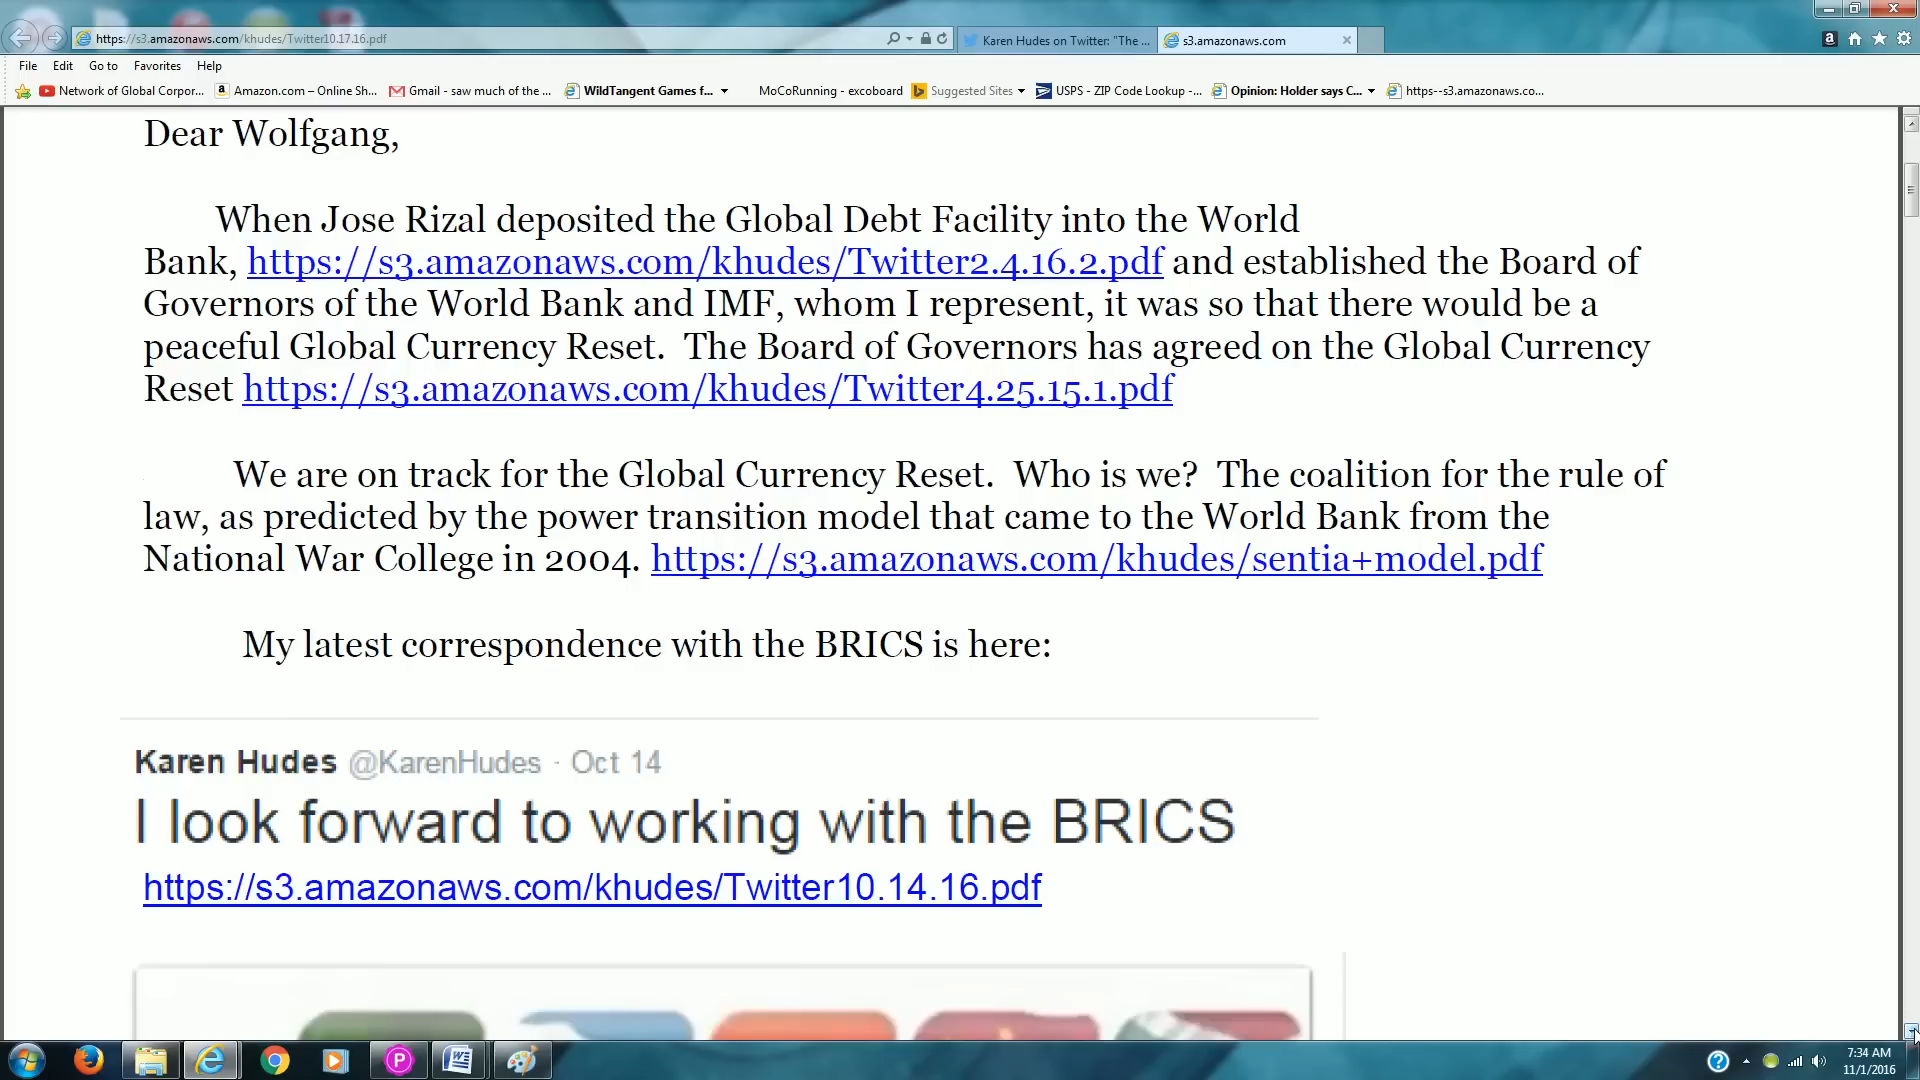 https://s3.amazonaws.com/khudes/Twitter10.17.16.pdf
Karen Hudes on Twitter: "The ...
s3.amazonaws.com
File Edit Go to Favorites Help
Network of Global Corpor...
Amazon.com – Online Sh...
Gmail - saw much of the ...
WildTangent Games f...
MoCoRunning - excoboard
Suggested Sites
USPS - ZIP Code Lookup -...
Opinion: Holder says C...
https--s3.amazonaws.co...
Dear Wolfgang,
When Jose Rizal deposited the Global Debt Facility into the World
Bank, https://s3.amazonaws.com/khudes/Twitter2.4.16.2.pdf and established the Board of
Governors of the World Bank and IMF, whom I represent, it was so that there would be a
peaceful Global Currency Reset. The Board of Governors has agreed on the Global Currency
Reset https://s3.amazonaws.com/khudes/Twitter4.25.15.1.pdf
We are on track for the Global Currency Reset. Who is we? The coalition for the rule of
law, as predicted by the power transition model that came to the World Bank from the
National War College in 2004. https://s3.amazonaws.com/khudes/sentia+model.pdf
My latest correspondence with the BRICS is here:
Karen Hudes @KarenHudes · Oct 14
I look forward to working with the BRICS
https://s3.amazonaws.com/khudes/Twitter10.14.16.pdf
7:34 AM
11/1/2016